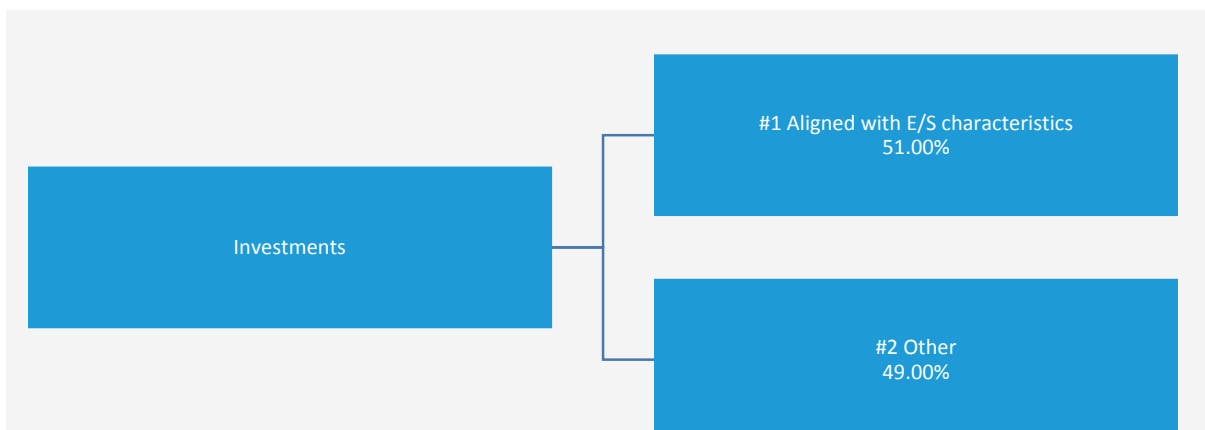 #1 Aligned with E/S characteristics
51.00%
Investments
#2 Other
49.00%